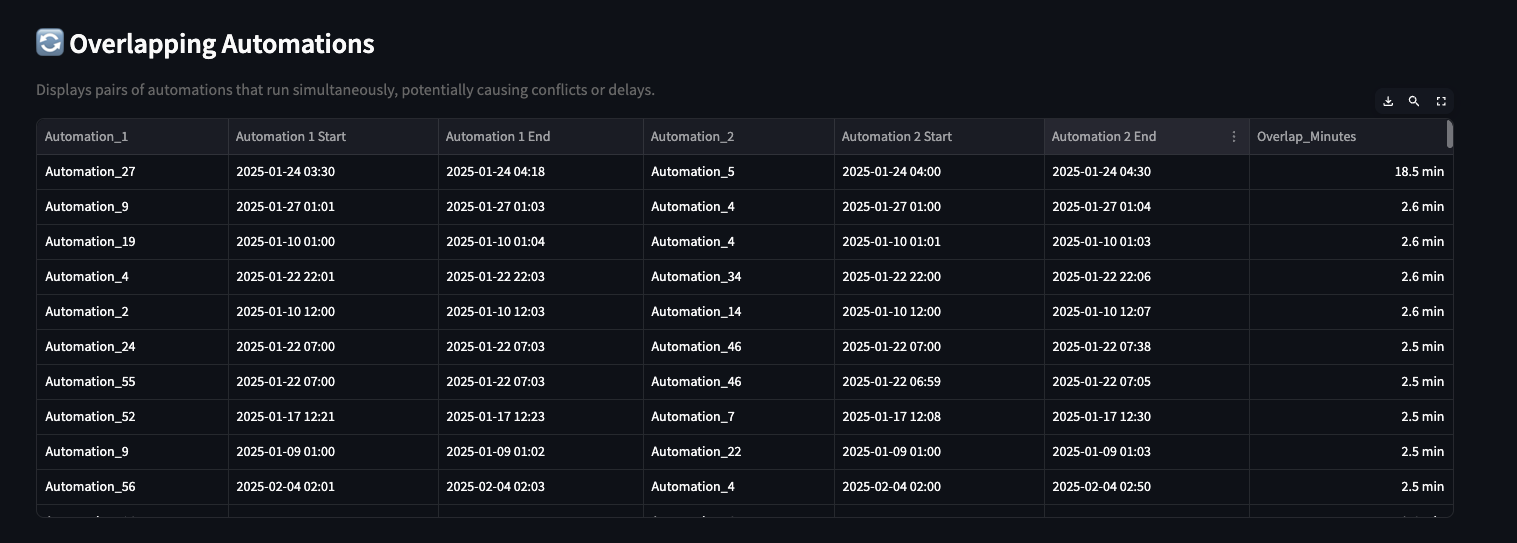 Overlapping Automations
Displays pairs of automations that run simultaneously, potentially causing conflicts or delays.
Automation_1 Automation 1 Start Automation 1 End Automation_2 Automation 2 Start Automation 2 End Overlap_Minutes
Automation_27 2025-01-24 03:30 2025-01-24 04:18 Automation_5 2025-01-24 04:00 2025-01-24 04:30 18.5 min
Automation_9 2025-01-27 01:01 2025-01-27 01:03 Automation_4 2025-01-27 01:00 2025-01-27 01:04 2.6 min
Automation_19 2025-01-10 01:00 2025-01-10 01:04 Automation_4 2025-01-10 01:01 2025-01-10 01:03 2.6 min
Automation_4 2025-01-22 22:01 2025-01-22 22:03 Automation_34 2025-01-22 22:00 2025-01-22 22:06 2.6 min
Automation_2 2025-01-10 12:00 2025-01-10 12:03 Automation_14 2025-01-10 12:00 2025-01-10 12:07 2.6 min
Automation_24 2025-01-22 07:00 2025-01-22 07:03 Automation_46 2025-01-22 07:00 2025-01-22 07:38 2.5 min
Automation_55 2025-01-22 07:00 2025-01-22 07:03 Automation_46 2025-01-22 06:59 2025-01-22 07:05 2.5 min
Automation_52 2025-01-17 12:21 2025-01-17 12:23 Automation_7 2025-01-17 12:08 2025-01-17 12:30 2.5 min
Automation_9 2025-01-09 01:00 2025-01-09 01:02 Automation_22 2025-01-09 01:00 2025-01-09 01:03 2.5 min
Automation_56 2025-02-04 02:01 2025-02-04 02:03 Automation_4 2025-02-04 02:00 2025-02-04 02:50 2.5 min